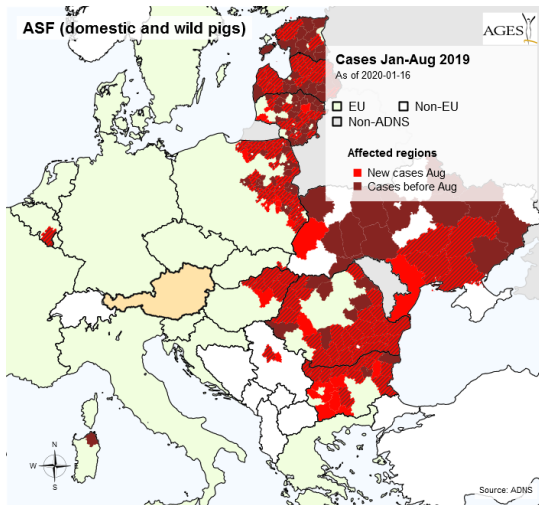 ASF (domestic and wild pigs)
AGES
Cases Jan-Aug 2019
As of 2020-01-16
EU Non-EU
Non-ADNS
Affected regions
New cases Aug
Cases before Aug
N
W E
S
Source: ADNS